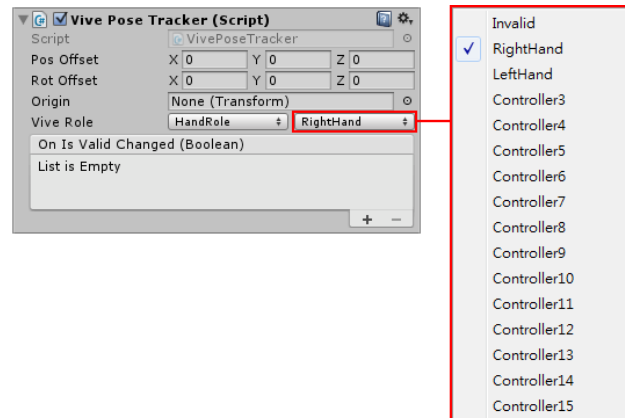 Vive Pose Tracker (Script)
Script VivePoseTracker
Pos Offset X 0 Y 0 Z 0
Rot Offset X 0 Y 0 Z 0
Origin None (Transform)
Vive Role HandRole RightHand
On Is Valid Changed (Boolean)
List is Empty
+ −
Invalid
✓ RightHand
LeftHand
Controller3
Controller4
Controller5
Controller6
Controller7
Controller8
Controller9
Controller10
Controller11
Controller12
Controller13
Controller14
Controller15